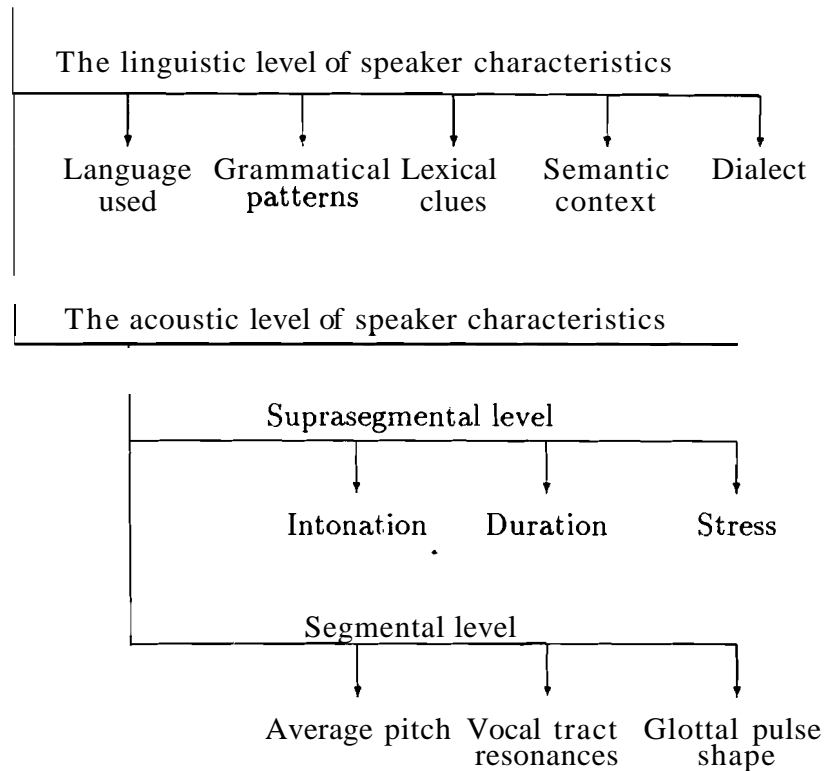 The linguistic level of speaker characteristics
Language used
Grammatical patterns
Lexical clues
Semantic context
Dialect
The acoustic level of speaker characteristics
Suprasegmental level
Intonation
Duration
Stress
Segmental level
Average pitch
Vocal tract resonances
Glottal pulse shape